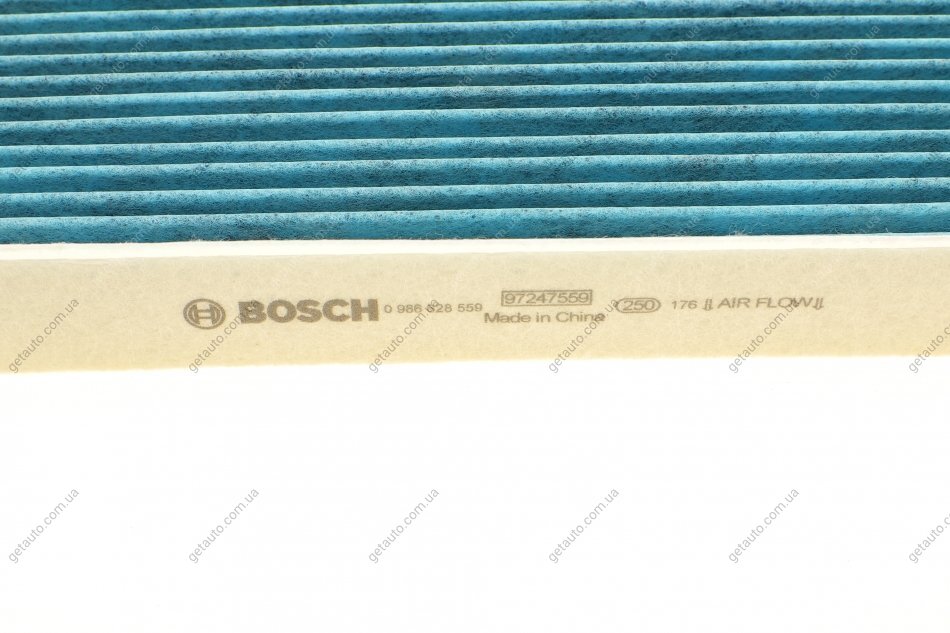 BOSCH 0 986 628 559 97247559 250 176 AIR FLOW
Made in China
getauto.com.ua